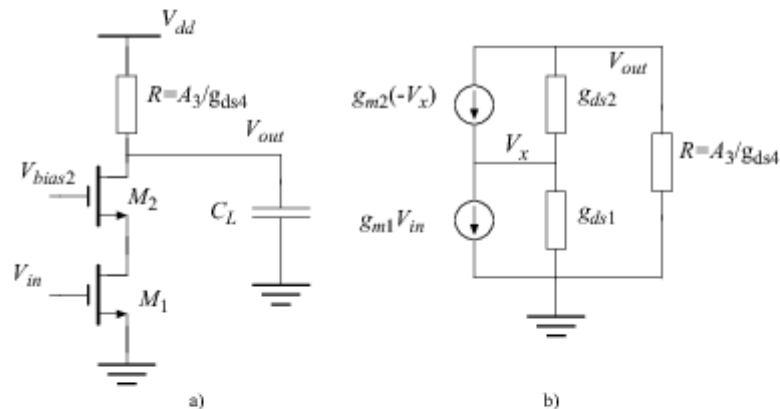 V_dd
R=A_3/g_ds4
V_out
V_bias2
M_2
C_L
V_in
M_1
a)
V_out
g_m2(-V_x)
g_ds2
V_x
R=A_3/g_ds4
g_m1V_in
g_ds1
b)